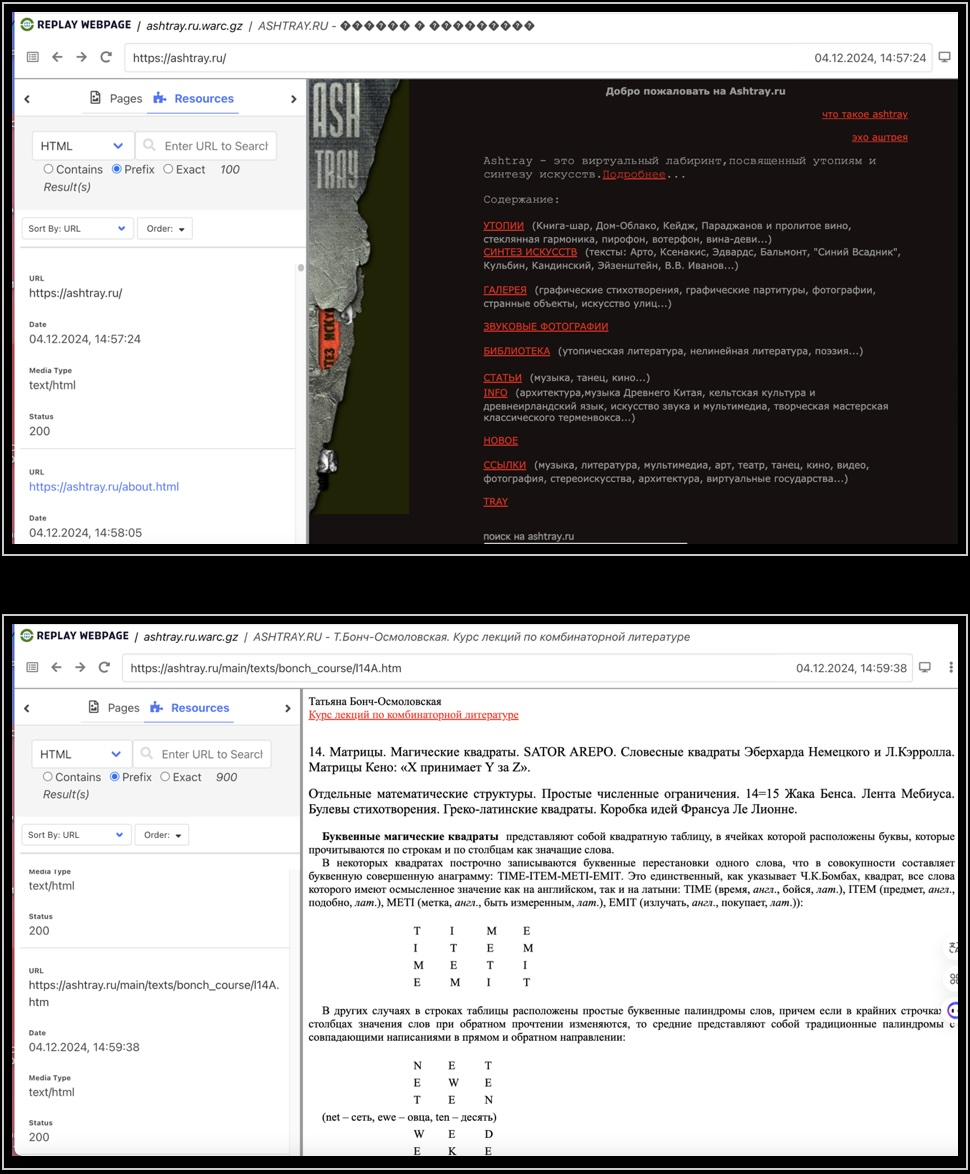 REPLAY WEBPAGE / ashtray.ru.warc.gz / ASHTRAY.RU - ������ � ���������
https://ashtray.ru/ 04.12.2024, 14:57:24
Pages Resources
HTML Enter URL to Search
Contains Prefix Exact 100
Result(s)
Sort By: URL Order:
URL
https://ashtray.ru/
Date
04.12.2024, 14:57:24
Media Type
text/html
Status
200
URL
https://ashtray.ru/about.html
Date
04.12.2024, 14:58:05
ASH
TRAY
ТЕЗ ИСКУ
Добро пожаловать на Ashtray.ru
что такое ashtray
эхо аштрея
Ashtray - это виртуальный лабиринт,посвященный утопиям и
синтезу искусств.Подробнее...
Содержание:
УТОПИИ (Книга-шар, Дом-Облако, Кейдж, Параджанов и пролитое вино,
стеклянная гармоника, пирофон, вотерфон, вина-деви...)
СИНТЕЗ ИСКУССТВ (тексты: Арто, Ксенакис, Эдвардс, Бальмонт, "Синий Всадник",
Кульбин, Кандинский, Эйзенштейн, В.В. Иванов...)
ГАЛЕРЕЯ (графические стихотворения, графические партитуры, фотографии,
странные объекты, искусство улиц...)
ЗВУКОВЫЕ ФОТОГРАФИИ
БИБЛИОТЕКА (утопическая литература, нелинейная литература, поэзия...)
СТАТЬИ (музыка, танец, кино...)
INFO (архитектура,музыка Древнего Китая, кельтская культура и
древнеирландский язык, искусство звука и мультимедиа, творческая мастерская
классического терменвокса...)
НОВОЕ
ССЫЛКИ (музыка, литература, мультимедиа, арт, театр, танец, кино, видео,
фотография, стереоискусства, архитектура, виртуальные государства...)
TRAY
поиск на ashtray.ru
REPLAY WEBPAGE / ashtray.ru.warc.gz / ASHTRAY.RU - Т.Бонч-Осмоловская. Курс лекций по комбинаторной литературе
https://ashtray.ru/main/texts/bonch_course/l14A.htm 04.12.2024, 14:59:38
Pages Resources
HTML Enter URL to Search
Contains Prefix Exact 900
Result(s)
Sort By: URL Order:
Media Type
text/html
Status
200
URL
https://ashtray.ru/main/texts/bonch_course/l14A.
htm
Date
04.12.2024, 14:59:38
Media Type
text/html
Status
200
Татьяна Бонч-Осмоловская
Курс лекций по комбинаторной литературе
14. Матрицы. Магические квадраты. SATOR AREPO. Словесные квадраты Эберхарда Немецкого и Л.Кэрролла.
Матрицы Кено: «X принимает Y за Z».
Отдельные математические структуры. Простые численные ограничения. 14=15 Жака Бенса. Лента Мебиуса.
Булевы стихотворения. Греко-латинские квадраты. Коробка идей Франсуа Ле Лионне.
Буквенные магические квадраты представляют собой квадратную таблицу, в ячейках которой расположены буквы, которые
прочитываются по строкам и по столбцам как значащие слова.
В некоторых квадратах построчно записываются буквенные перестановки одного слова, что в совокупности составляет
буквенную совершенную анаграмму: TIME-ITEM-METI-EMIT. Это единственный, как указывает Ч.К.Бомбах, квадрат, все слова
которого имеют осмысленное значение как на английском, так и на латыни: TIME (время, англ., бойся, лат.), ITEM (предмет, англ.,
подобно, лат.), METI (метка, англ., быть измеренным, лат.), EMIT (излучать, англ., покупает, лат.)):
T I M E
I T E M
M E T I
E M I T
В других случаях в строках таблицы расположены простые буквенные палиндромы слов, причем если в крайних строчках
столбцах значения слов при обратном прочтении изменяются, то средние представляют собой традиционные палиндромы с
совпадающими написаниями в прямом и обратном направлении:
N E T
E W E
T E N
(net – сеть, ewe – овца, ten – десять)
W E D
E K E